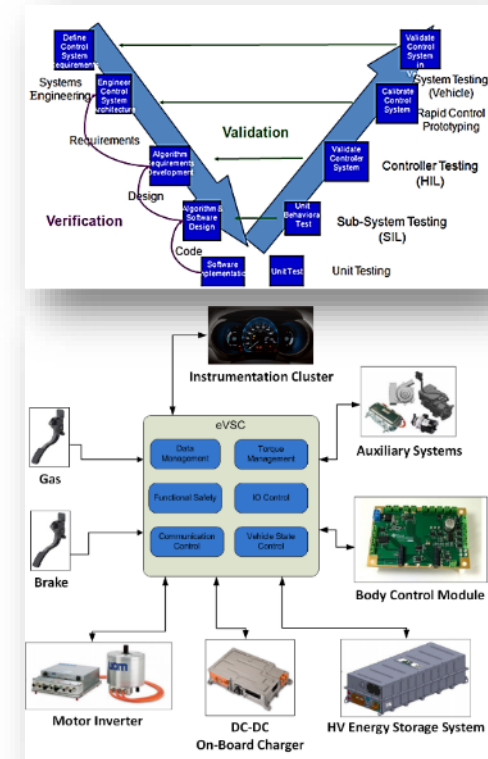 Define
Control
System
Requirements
Validate
Control System
in
System Testing
(Vehicle)
Systems
Engineering
Engineer
Control
System
Architecture
Calibrate
Control
System
Rapid Control
Prototyping
Requirements
Validation
Algorithm
Requirements
Development
Validate
Controller
System
Controller Testing
(HIL)
Design
Verification
Algorithm &
Software
Design
Unit
Behaviora
Test
Sub-System Testing
(SIL)
Code
Software
mplementatio
Unit Test
Unit Testing
Instrumentation Cluster
eVSC
Gas
Data
Management
Torque
Management
Auxiliary Systems
Functional Safety
IO Control
Brake
Communication
Control
Vehicle State
Control
Body Control Module
Motor Inverter
DC-DC
On-Board Charger
HV Energy Storage System